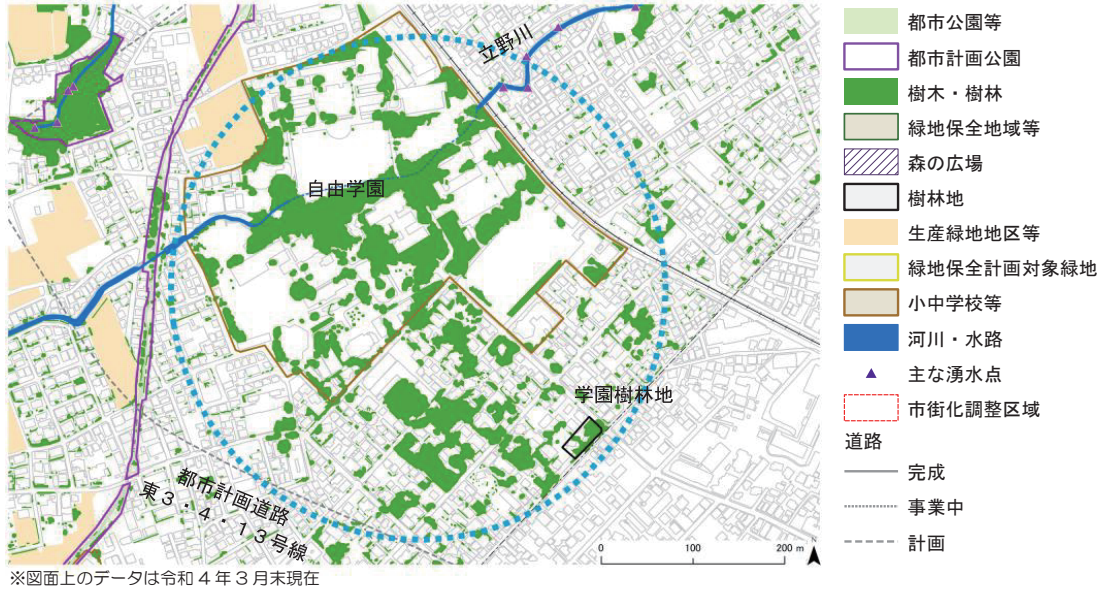 立野川
自由学園
学園樹林地
都市計画道路
東3・4・13号線
0 100 200 m
N
※図面上のデータは令和4年3月末現在
都市公園等
都市計画公園
樹木・樹林
緑地保全地域等
森の広場
樹林地
生産緑地地区等
緑地保全計画対象緑地
小中学校等
河川・水路
主な湧水点
市街化調整区域
道路
完成
事業中
計画